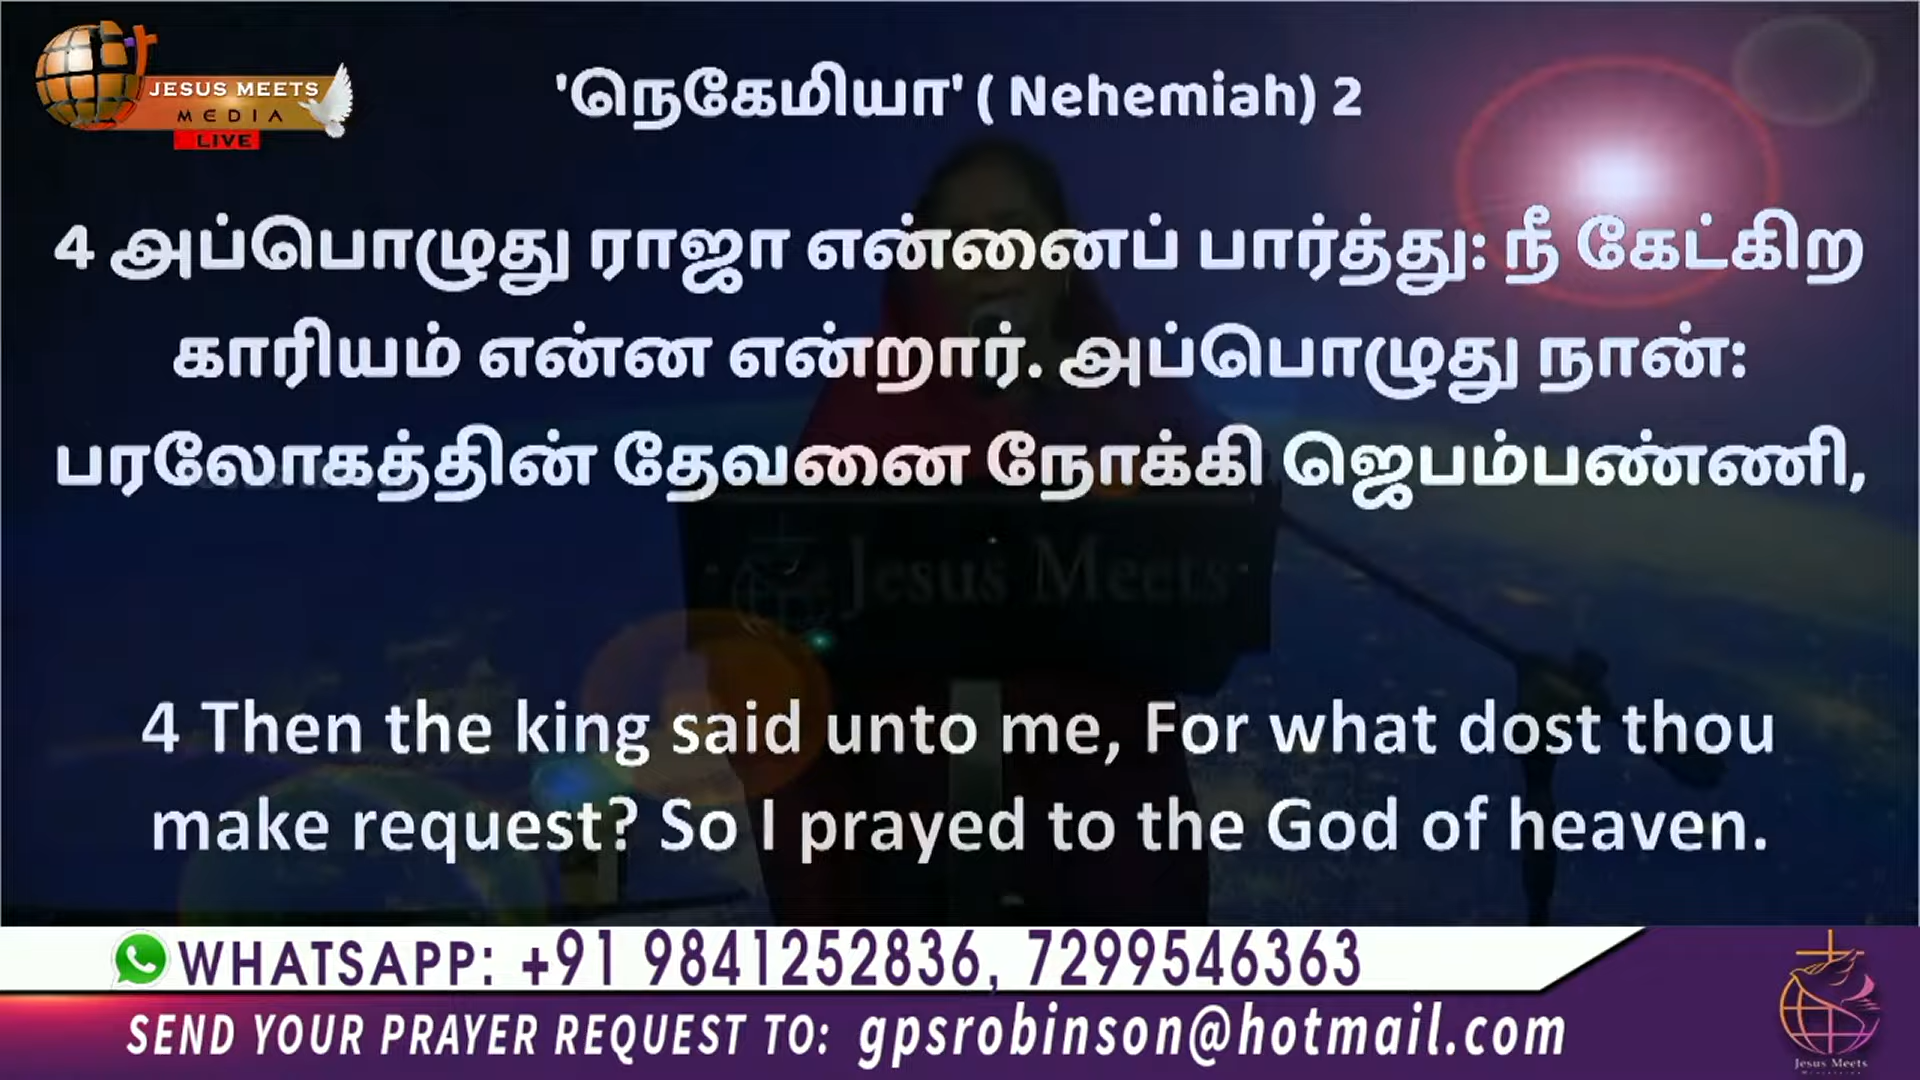 JESUS MEETS
MEDIA
LIVE
'நெகேமியா' ( Nehemiah) 2
4 அப்பொழுது ராஜா என்னைப் பார்த்து: நீ கேட்கிற
காரியம் என்ன என்றார். அப்பொழுது நான்:
பரலோகத்தின் தேவனை நோக்கி ஜெபம்பண்ணி,
Jesus Meets
4 Then the king said unto me, For what dost thou
make request? So I prayed to the God of heaven.
WHATSAPP: +91 9841252836, 7299546363
SEND YOUR PRAYER REQUEST TO: gpsrobinson@hotmail.com
Jesus Meets